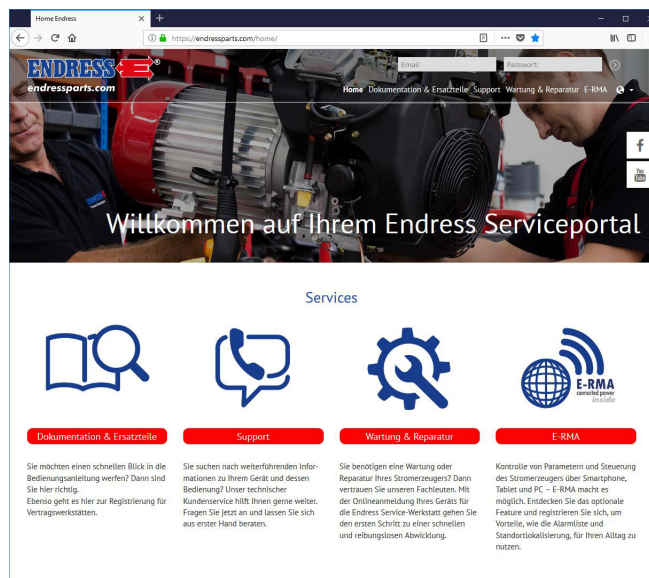 Home Endress
https://endressparts.com/home/
ENDRESS
endressparts.com
Email
Passwort:
Home Dokumentation & Ersatzteile Support Wartung & Reparatur E-RMA
You
Tube
Willkommen auf Ihrem Endress Serviceportal
Services
E-RMA
connected power
inside
Dokumentation & Ersatzteile
Support
Wartung & Reparatur
E-RMA
Sie möchten einen schnellen Blick in die
Bedienungsanleitung werfen? Dann sind
Sie hier richtig.
Ebenso geht es hier zur Registrierung für
Vertragswerkstätten.
Sie suchen nach weiterführenden Infor-
mationen zu Ihrem Gerät und dessen
Bedienung? Unser technischer
Kundenservice hilft Ihnen gerne weiter.
Fragen Sie jetzt an und lassen Sie sich
aus erster Hand beraten.
Sie benötigen eine Wartung oder
Reparatur Ihres Stromerzeugers? Dann
vertrauen Sie unseren Fachleuten. Mit
der Onlineanmeldung Ihres Geräts für
die Endress Service-Werkstatt gehen Sie
den ersten Schritt zu einer schnellen
und reibungslosen Abwicklung.
Kontrolle von Parametern und Steuerung
des Stromerzeugers über Smartphone,
Tablet und PC – E-RMA macht es
möglich. Entdecken Sie das optionale
Feature und registrieren Sie sich, um
Vorteile, wie die Alarmliste und
Standortlokalisierung, für Ihren Alltag zu
nutzen.